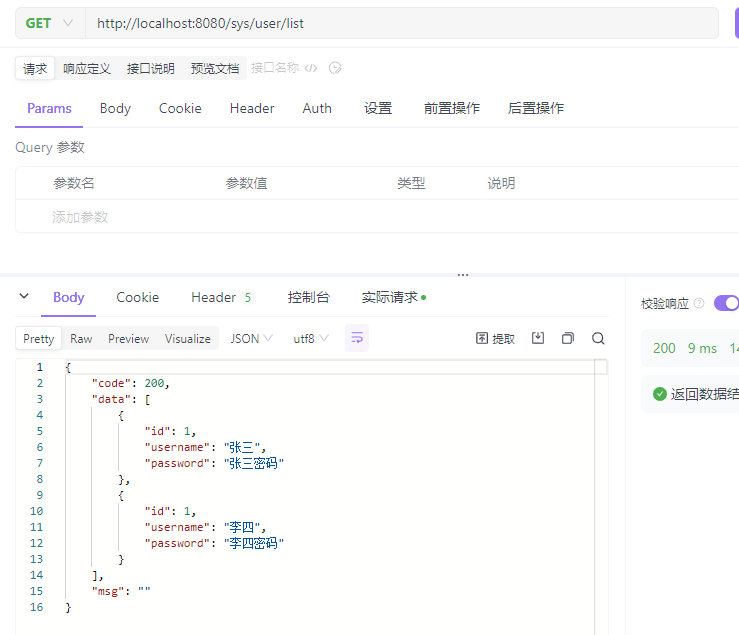 GET http://localhost:8080/sys/user/list
请求 响应定义 接口说明 预览文档 接口名称
Params Body Cookie Header Auth 设置 前置操作 后置操作
Query 参数
参数名 参数值 类型 说明
添加参数
Body Cookie Header 5 控制台 实际请求
校验响应
Pretty Raw Preview Visualize JSON utf8 提取
200 9 ms
1 {
2 "code": 200,
3 "data": [
4 {
5 "id": 1,
6 "username": "张三",
7 "password": "张三密码"
8 },
9 {
10 "id": 1,
11 "username": "李四",
12 "password": "李四密码"
13 }
14 ],
15 "msg": ""
16 }
返回数据结